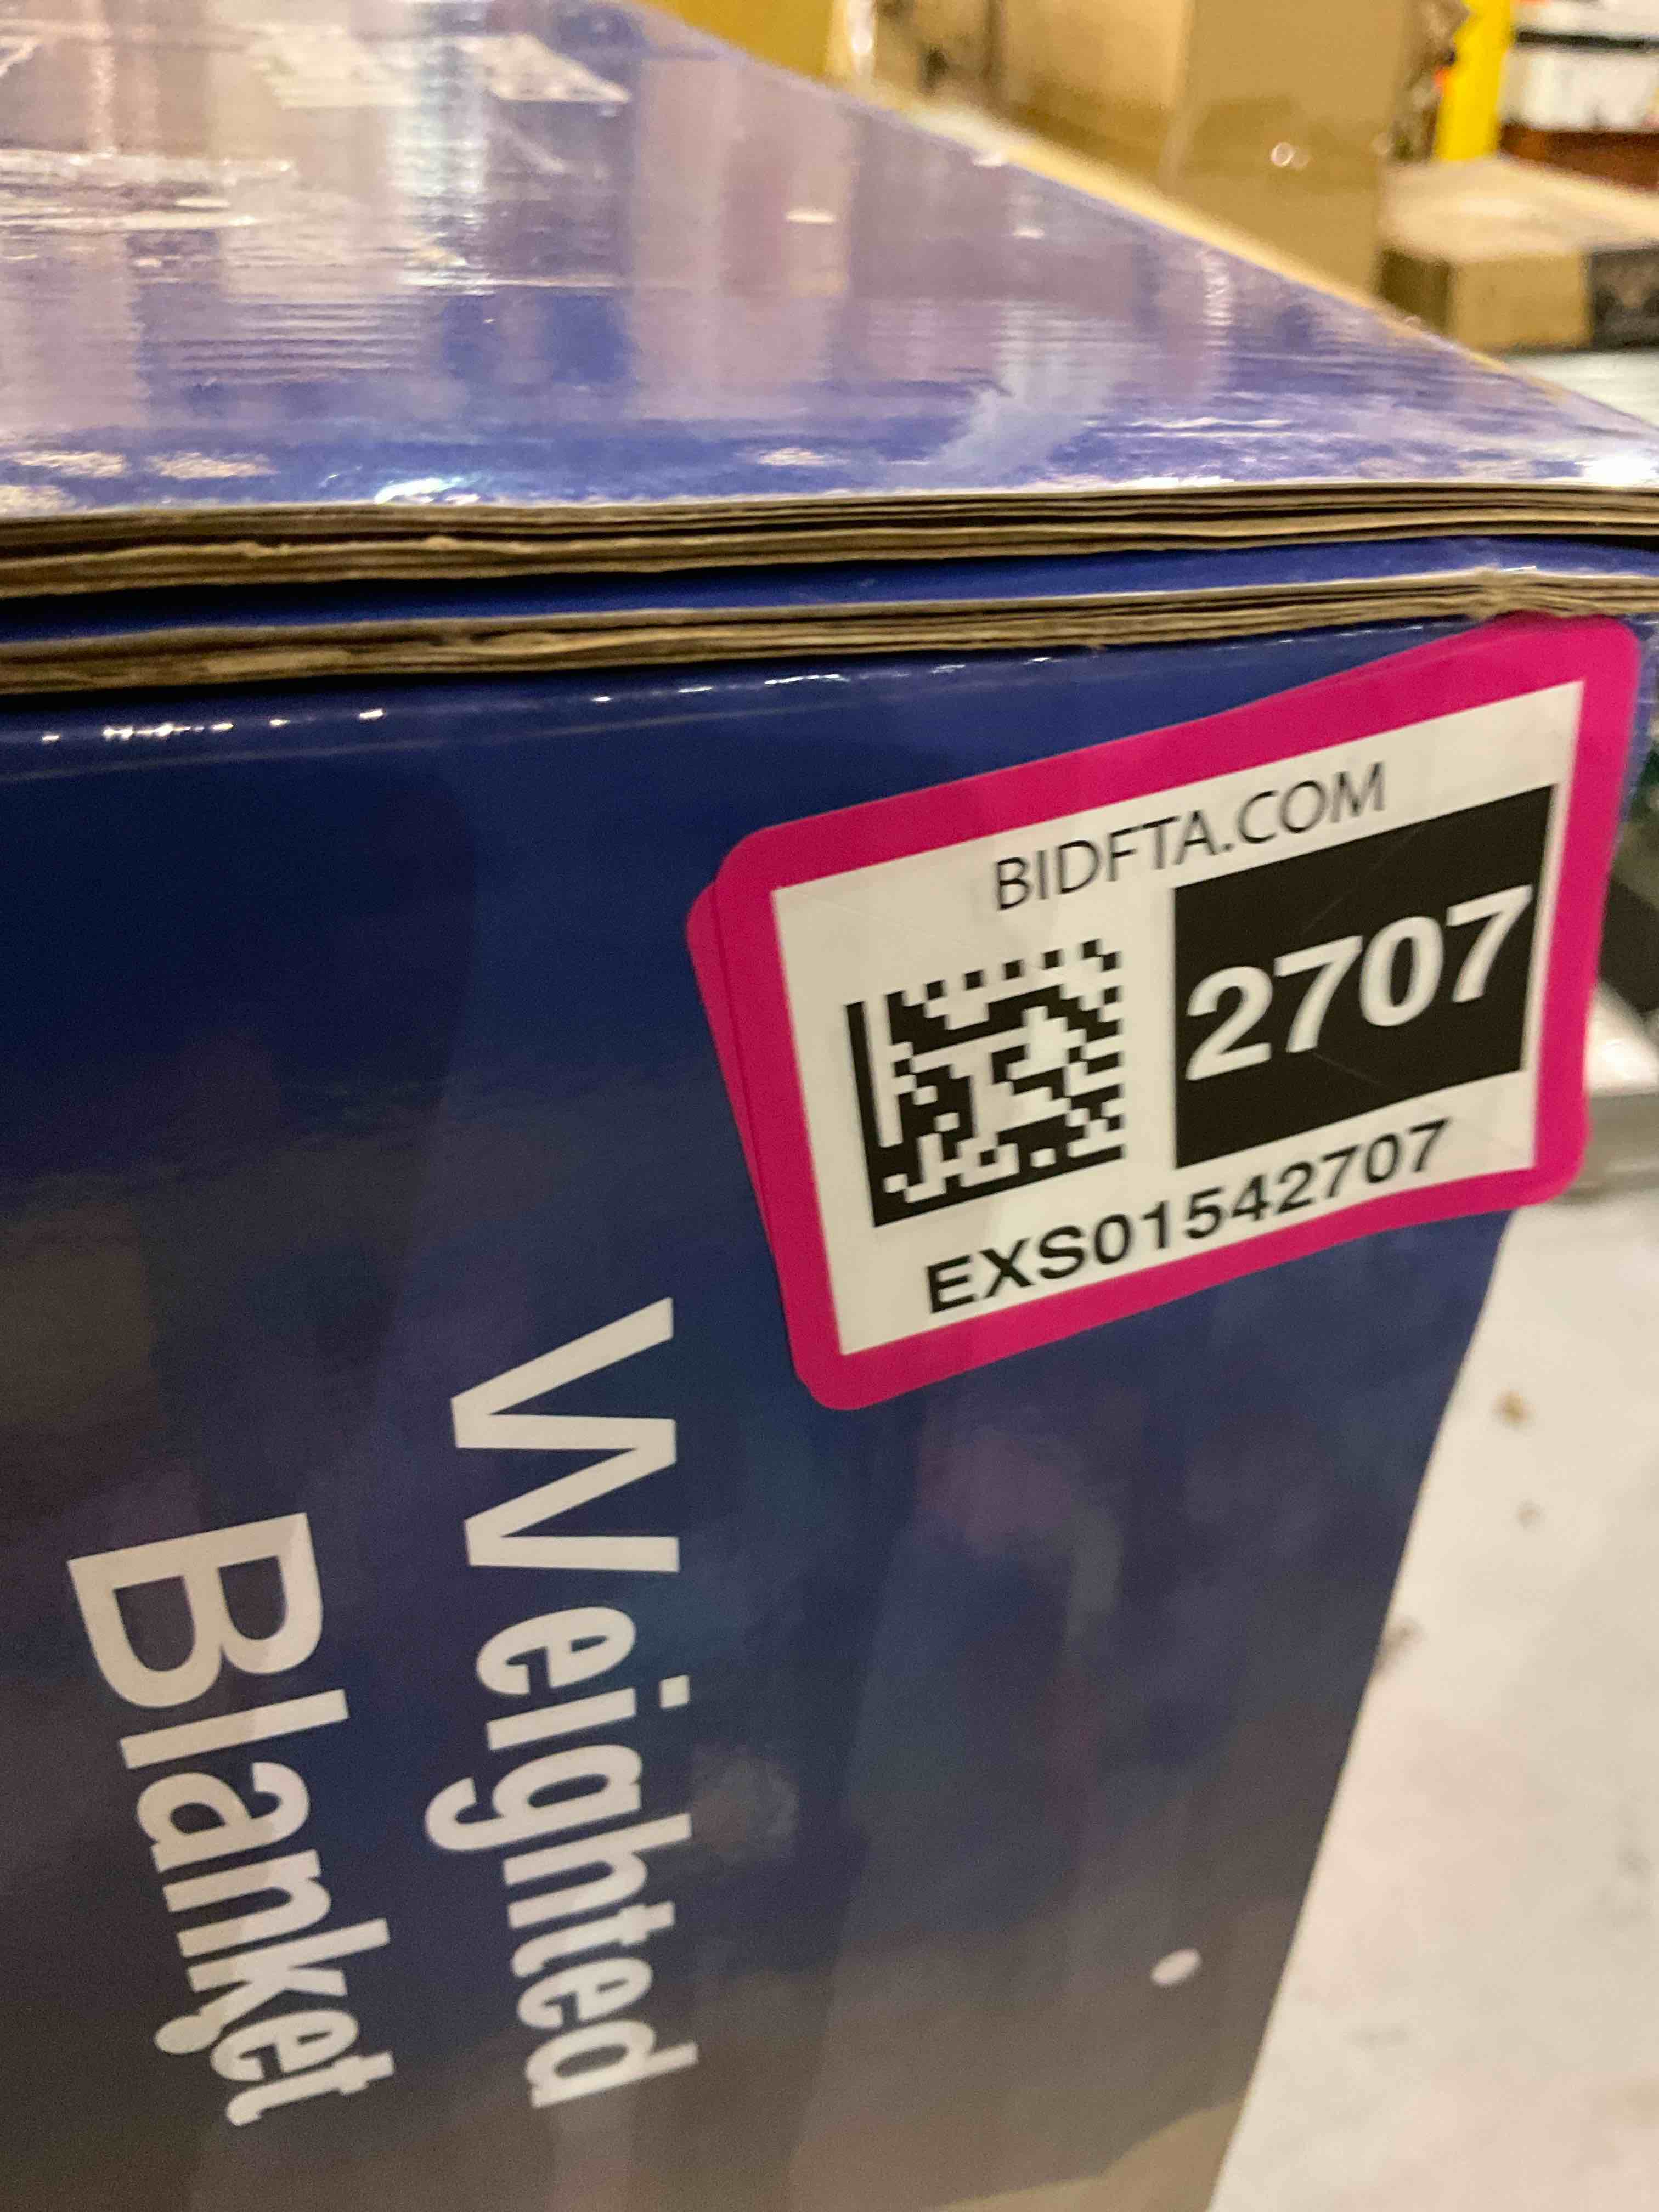 BIDFTA.COM
2707
EXS01542707
Weighted
Blanket